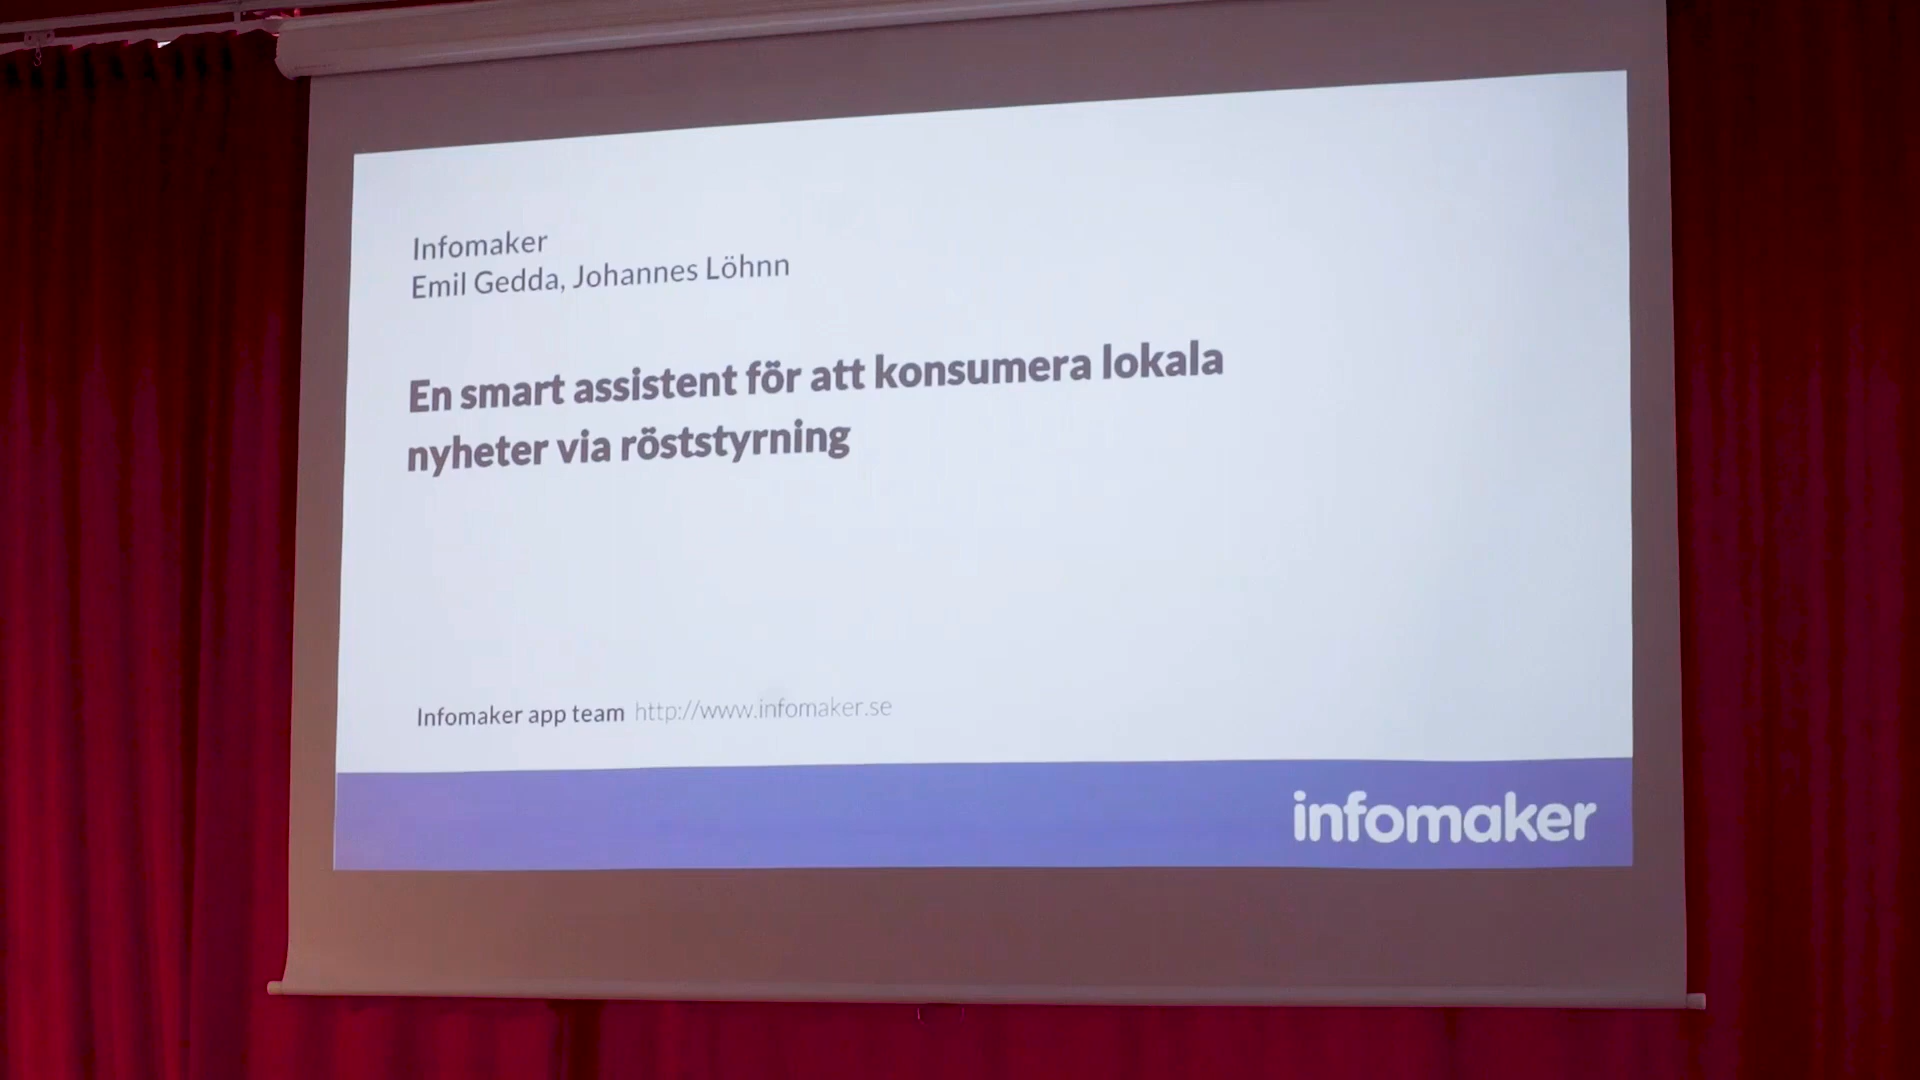 Infomaker
Emil Gedda, Johannes Löhnn
En smart assistent för att konsumera lokala
nyheter via röststyrning
Infomaker app team http://www.infomaker.se
infomaker